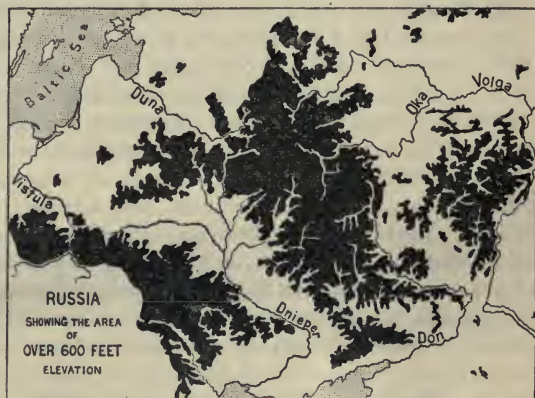 Baltic Sea
Duna
Oka
Volga
Vistula
RUSSIA
SHOWING THE AREA
OF
OVER 600 FEET
ELEVATION
Dnieper
Don